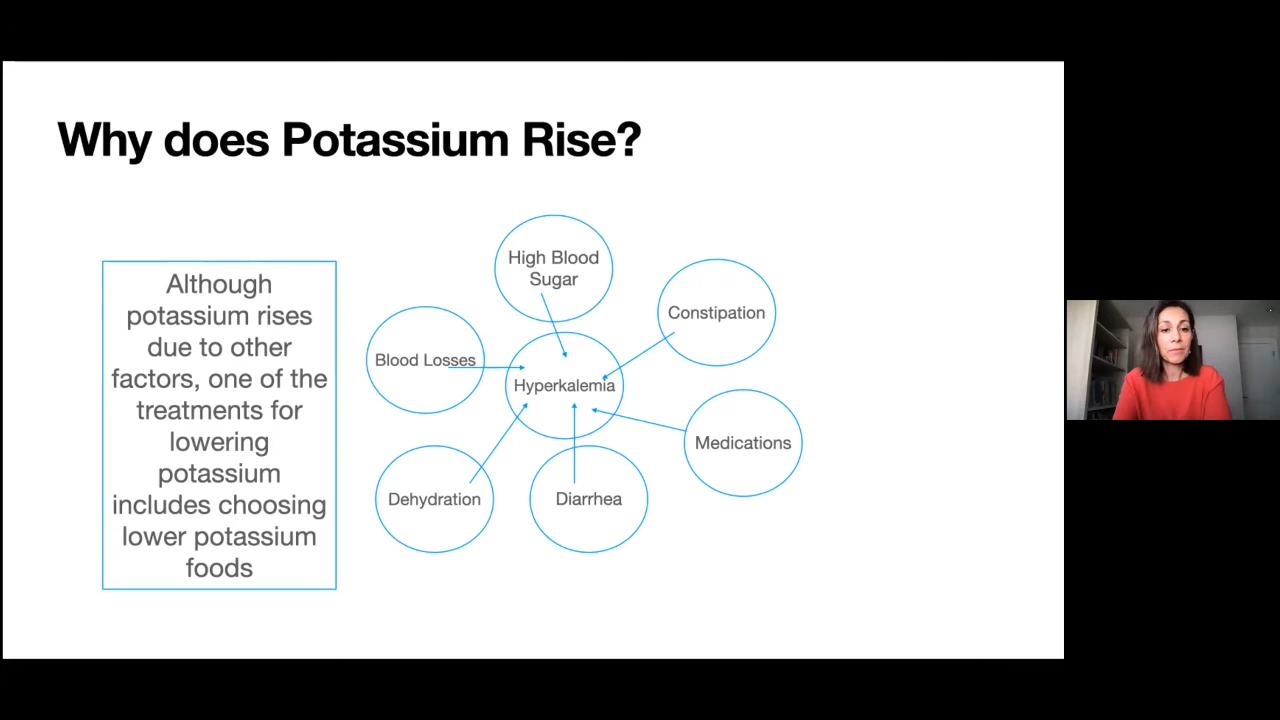 Why does Potassium Rise?
Although
potassium rises
due to other
factors, one of the
treatments for
lowering
potassium
includes choosing
lower potassium
foods
High Blood
Sugar
Constipation
Blood Losses
Hyperkalemia
Medications
Dehydration
Diarrhea